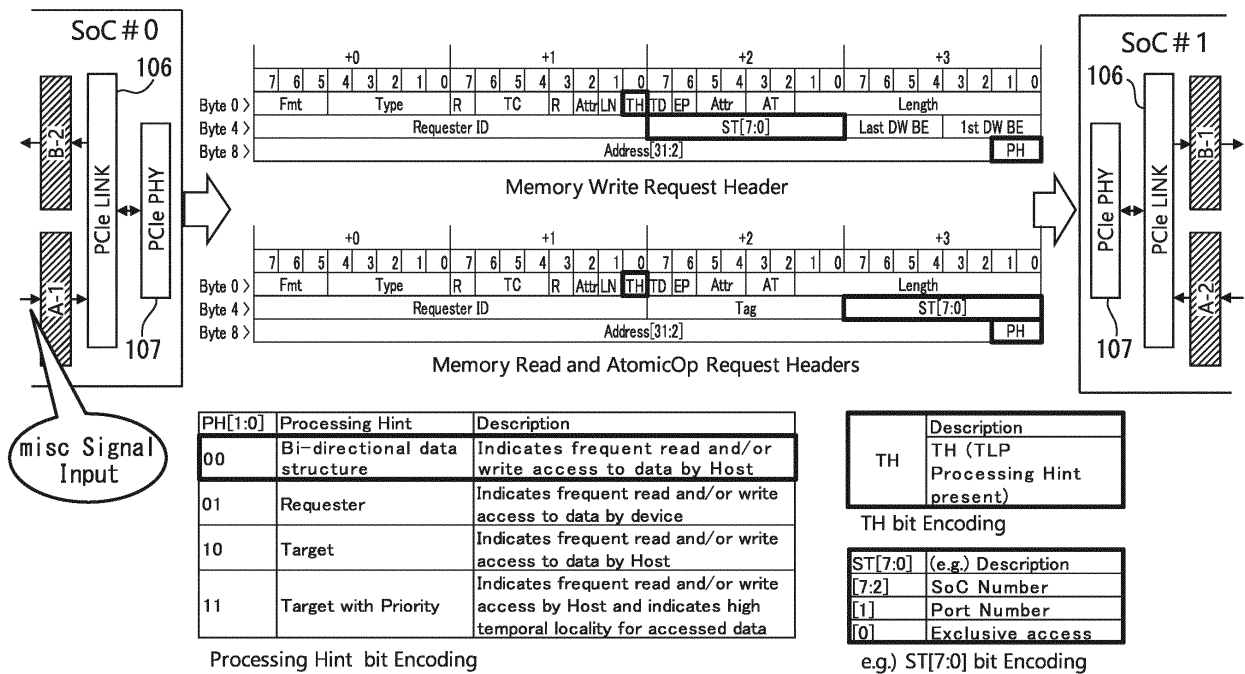 SoC#0
106
B-2
A-1
PCIe LINK
PCIe PHY
107
misc Signal
Input
+0 +1 +2 +3
7 6 5 4 3 2 1 0 7 6 5 4 3 2 1 0 7 6 5 4 3 2 1 0 7 6 5 4 3 2 1 0
Byte 0 > Fmt Type R TC R Attr LN TH TD EP Attr AT Length
Byte 4 > Requester ID ST[7:0] Last DW BE 1st DW BE
Byte 8 > Address[31:2] PH
Memory Write Request Header
+0 +1 +2 +3
7 6 5 4 3 2 1 0 7 6 5 4 3 2 1 0 7 6 5 4 3 2 1 0 7 6 5 4 3 2 1 0
Byte 0 > Fmt Type R TC R Attr LN TH TD EP Attr AT Length
Byte 4 > Requester ID Tag ST[7:0]
Byte 8 > Address[31:2] PH
Memory Read and AtomicOp Request Headers
SoC#1
106
PCIe PHY
PCIe LINK
B-1
A-2
107
PH[1:0] Processing Hint Description
00 Bi-directional data structure Indicates frequent read and/or
write access to data by Host
01 Requester Indicates frequent read and/or write
access to data by device
10 Target Indicates frequent read and/or write
access to data by Host
11 Target with Priority Indicates frequent read and/or write
access by Host and indicates high
temporal locality for accessed data
Processing Hint bit Encoding
Description
TH TH (TLP
Processing Hint
present)
TH bit Encoding
ST[7:0] (e.g.) Description
[7:2] SoC Number
[1] Port Number
[0] Exclusive access
e.g.) ST[7:0] bit Encoding